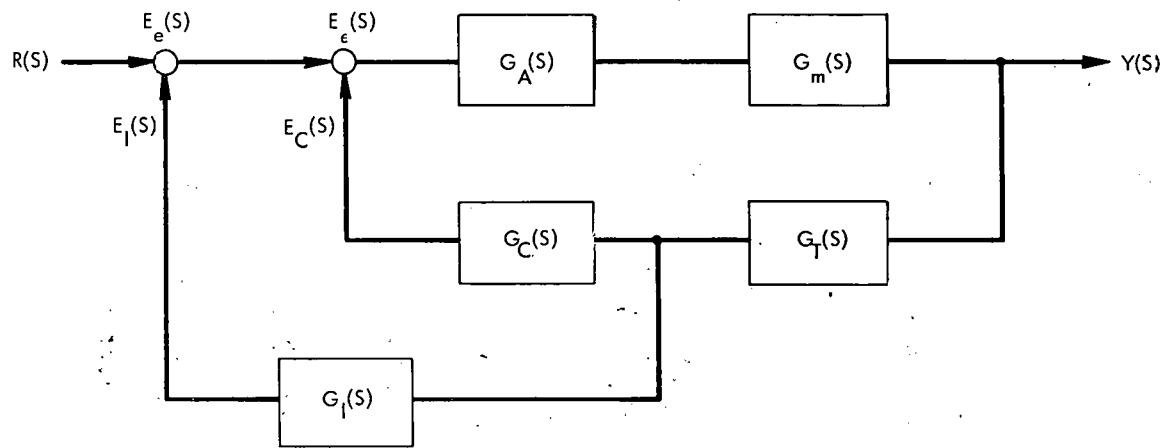 E_e(S)
E_ϵ(S)
R(S)
G_A(S)
G_m(S)
Y(S)
E_I(S)
E_C(S)
G_C(S)
G_T(S)
G_I(S)